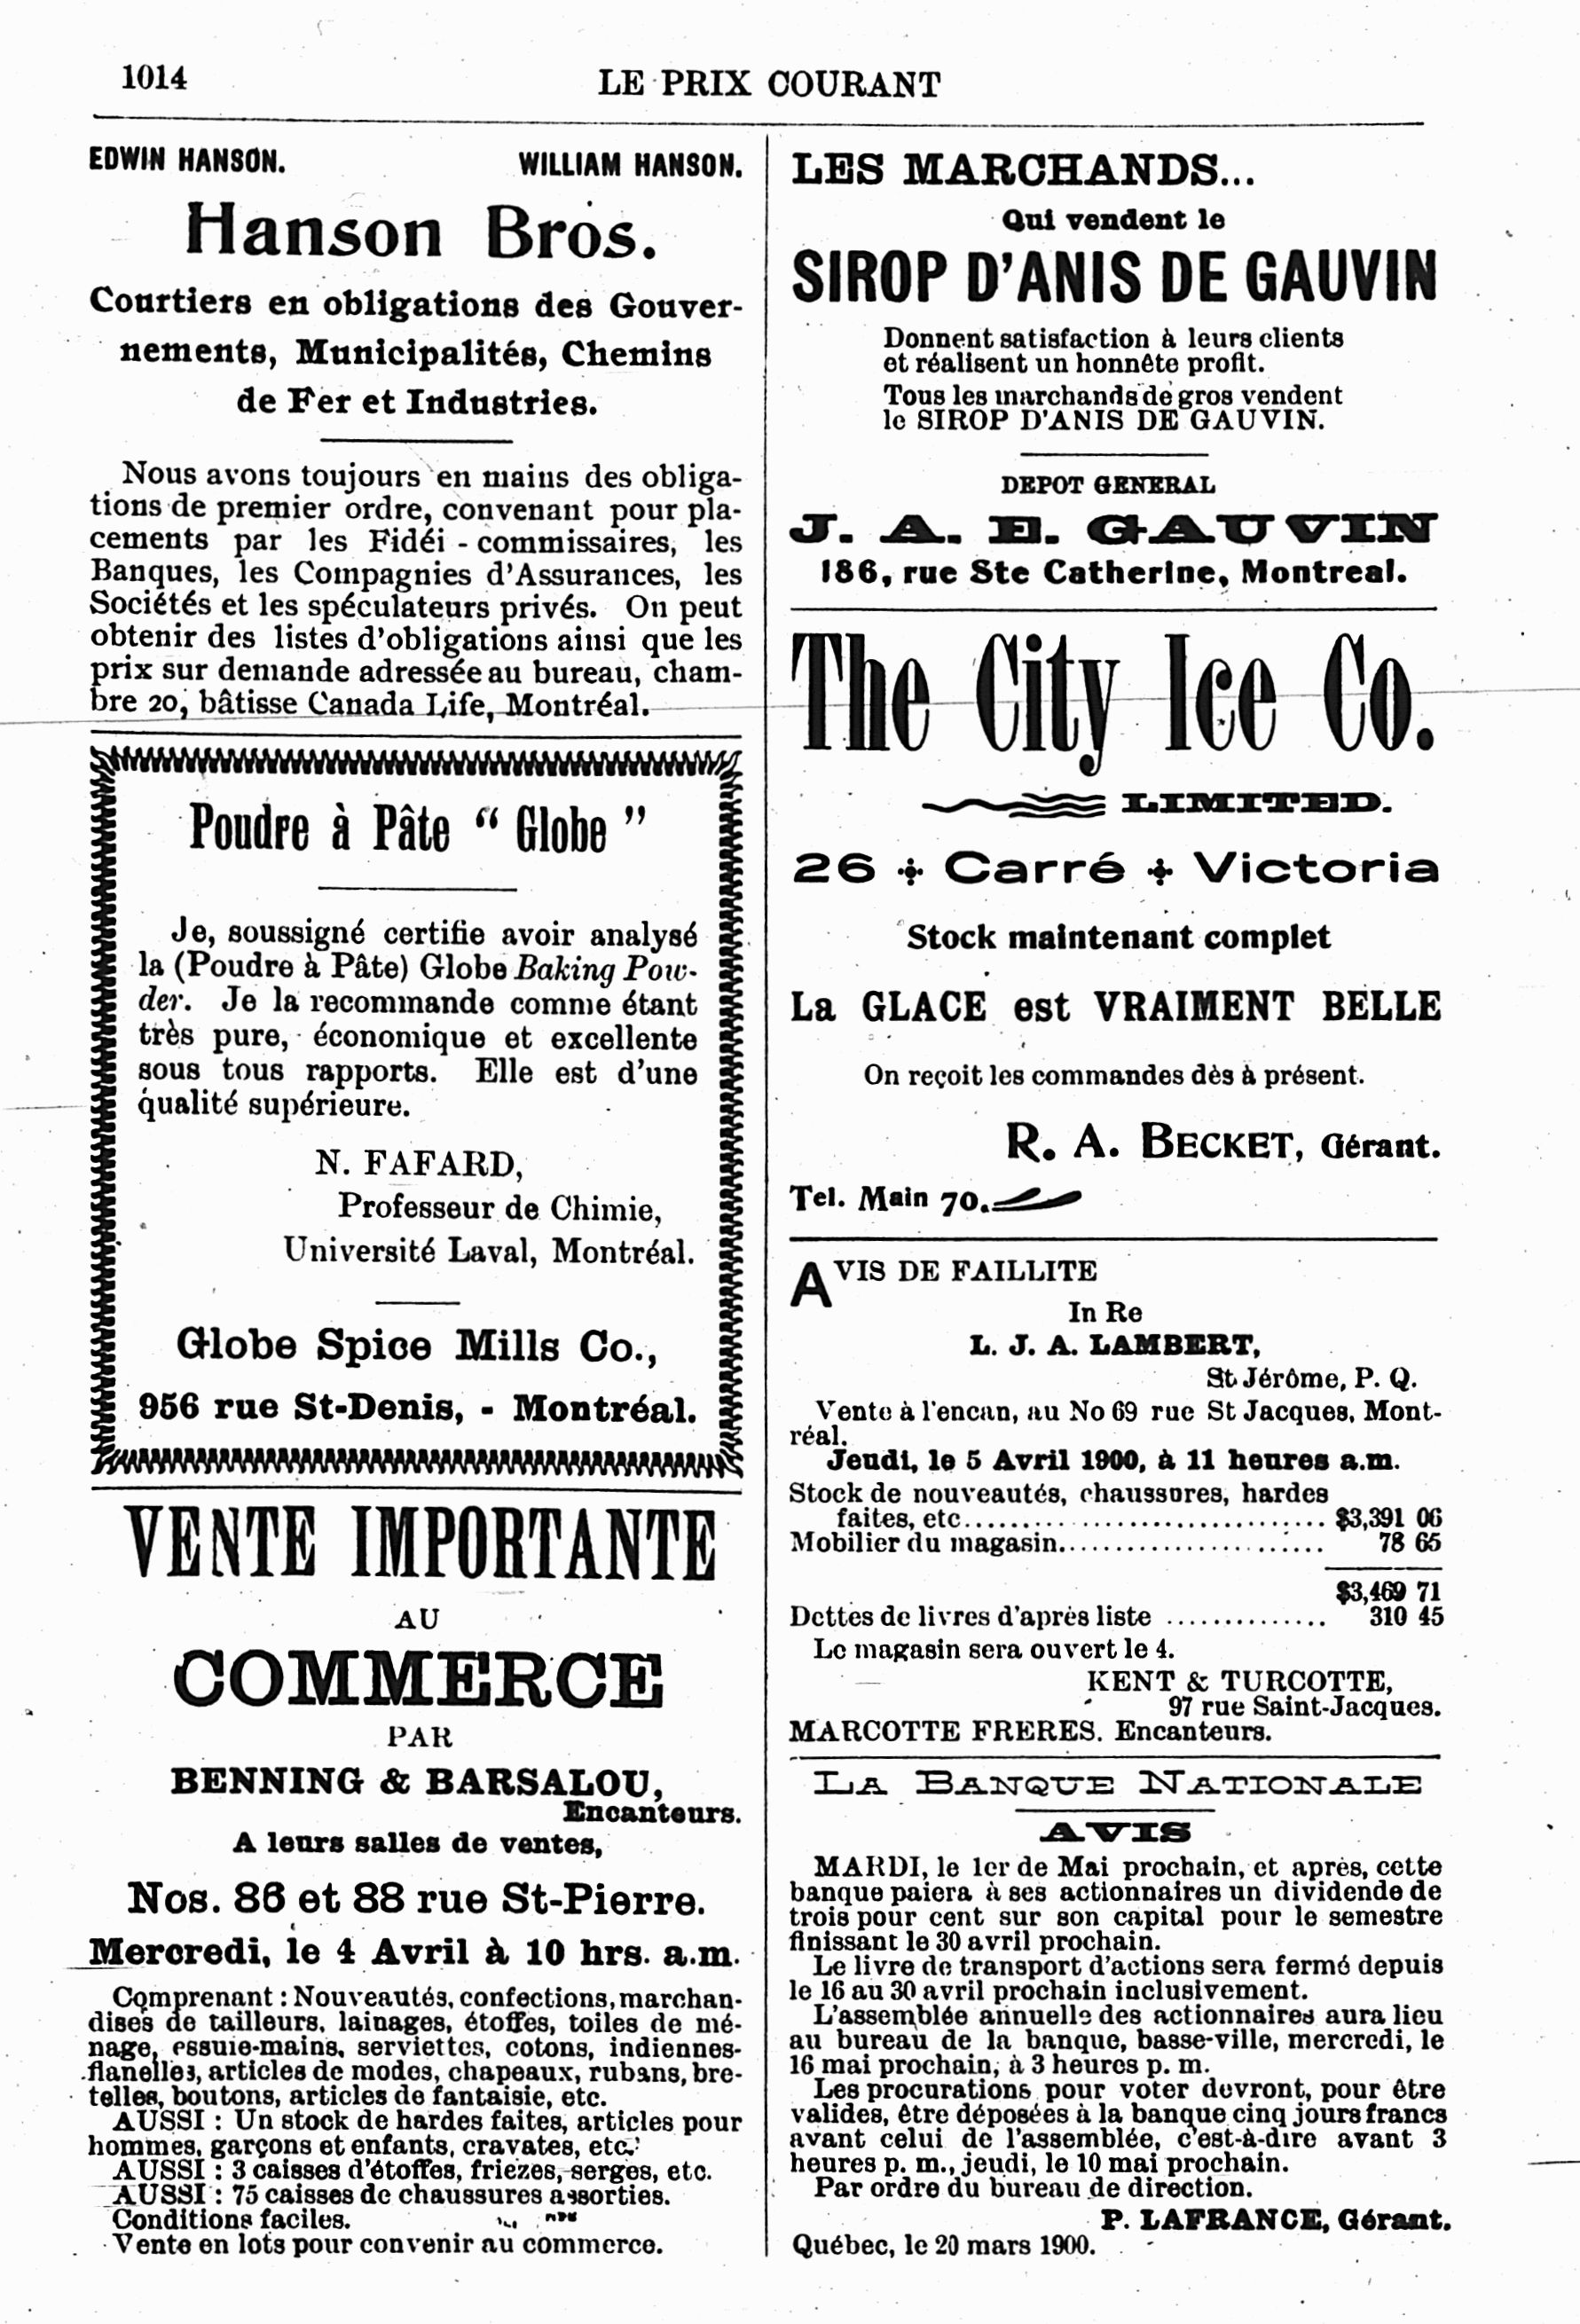 1014
LE PRIX COURANT
EDWIN HANSON. WILLIAM HANSON.
Hanson Bros.
Courtiers en obligations des Gouver-
nements, Municipalités, Chemins
de Fer et Industries.
Nous avons toujours en mains des obliga-
tions de premier ordre, convenant pour pla-
cements par les Fidéi-commissaires, les
Banques, les Compagnies d'Assurances, les
Sociétés et les spéculateurs privés. On peut
obtenir des listes d'obligations ainsi que les
prix sur demande adressée au bureau, cham-
bre 20, bâtisse Canada Life, Montréal.
Poudre à Pâte "Globe"
Je, soussigné certifie avoir analysé
la (Poudre à Pâte) Globe Baking Pow-
der. Je la recommande comme étant
très pure, économique et excellente
sous tous rapports. Elle est d'une
qualité supérieure.
N. FAFARD,
Professeur de Chimie,
Université Laval, Montréal.
Globe Spice Mills Co.,
956 rue St-Denis, - Montréal.
VENTE IMPORTANTE
AU
COMMERCE
PAR
BENNING & BARSALOU,
Encanteurs.
A leurs salles de ventes,
Nos. 86 et 88 rue St-Pierre.
Mercredi, le 4 Avril à 10 hrs. a.m.
Comprenant : Nouveautés, confections, marchan-
dises de tailleurs, lainages, étoffes, toiles de mé-
nage, essuie-mains, serviettes, cotons, indiennes-
flanelles, articles de modes, chapeaux, rubans, bre-
telles, boutons, articles de fantaisie, etc.
AUSSI : Un stock de hardes faites, articles pour
hommes, garçons et enfants, cravates, etc.
AUSSI : 3 caisses d'étoffes, friezes, serges, etc.
AUSSI : 75 caisses de chaussures assorties.
Conditions faciles.
Vente en lots pour convenir au commerce.
LES MARCHANDS...
Qui vendent le
SIROP D'ANIS DE GAUVIN
Donnent satisfaction à leurs clients
et réalisent un honnête profit.
Tous les marchands de gros vendent
le SIROP D'ANIS DE GAUVIN.
DEPOT GENERAL
J. A. E. GAUVIN
186, rue Ste Catherine, Montreal.
The City Ice Co.
LIMITED.
26 Carré Victoria
Stock maintenant complet
La GLACE est VRAIMENT BELLE
On reçoit les commandes dès à présent.
R. A. BECKET, Gérant.
Tel. Main 70.
AVIS DE FAILLITE
In Re
L. J. A. LAMBERT,
St Jérôme, P. Q.
Vente à l'encan, au No 69 rue St Jacques, Mont-
réal.
Jeudi, le 5 Avril 1900, à 11 heures a.m.
Stock de nouveautés, chaussures, hardes
faites, etc.................................... $3,391 06
Mobilier du magasin........................ 78 65
$3,469 71
Dettes de livres d'après liste .............. 310 45
Le magasin sera ouvert le 4.
KENT & TURCOTTE,
97 rue Saint-Jacques.
MARCOTTE FRERES. Encanteurs.
LA BANQUE NATIONALE
AVIS
MARDI, le 1er de Mai prochain, et après, cette
banque paiera à ses actionnaires un dividende de
trois pour cent sur son capital pour le semestre
finissant le 30 avril prochain.
Le livre de transport d'actions sera fermé depuis
le 16 au 30 avril prochain inclusivement.
L'assemblée annuelle des actionnaires aura lieu
au bureau de la banque, basse-ville, mercredi, le
16 mai prochain, à 3 heures p. m.
Les procurations pour voter devront, pour être
valides, être déposées à la banque cinq jours francs
avant celui de l'assemblée, c'est-à-dire avant 3
heures p. m., jeudi, le 10 mai prochain.
Par ordre du bureau de direction.
P. LAFRANCE, Gérant.
Québec, le 20 mars 1900.